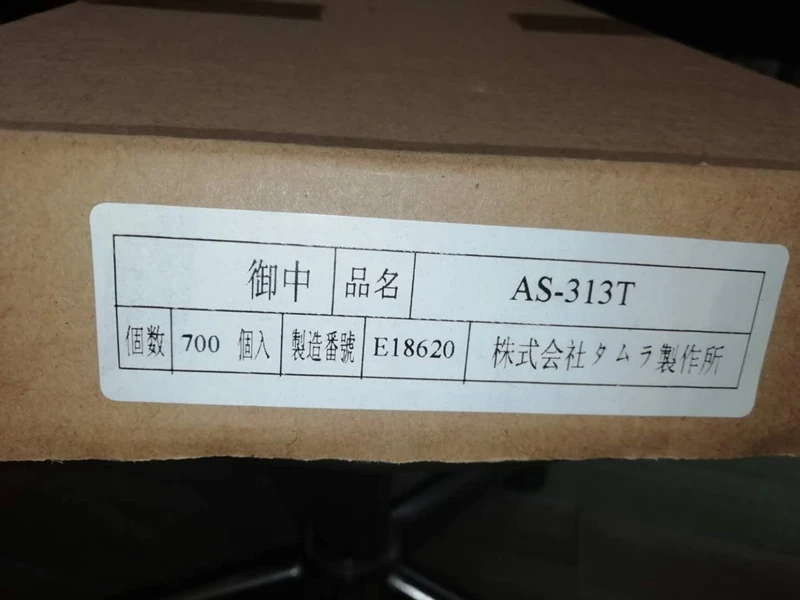 御中 品名 AS-313T
個数 700 個入 製造番號 E18620 株式会社タムラ製作所